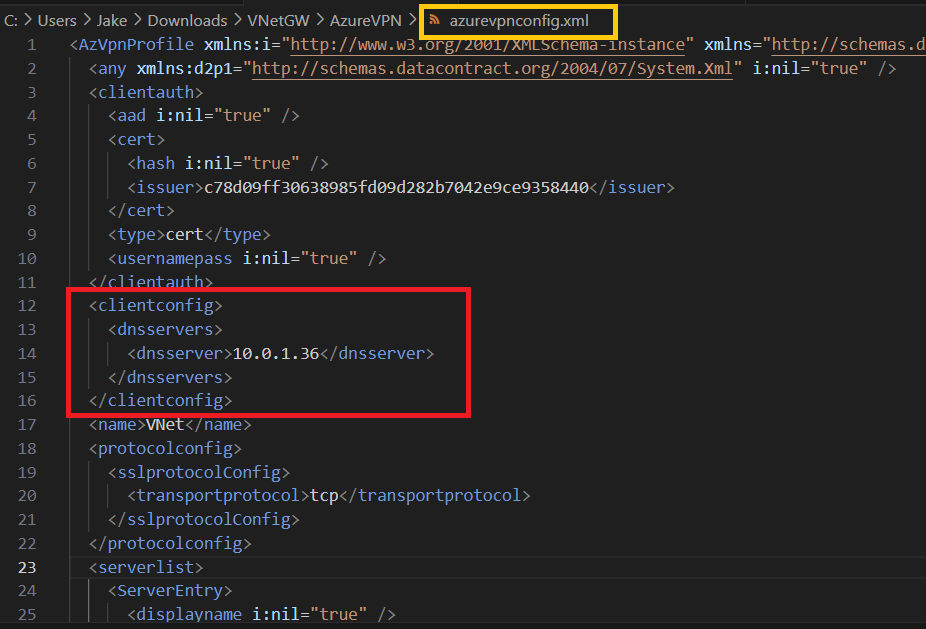 C: > Users > Jake > Downloads > VNetGW > AzureVPN > azurevpnconfig.xml
1 <AzVpnProfile xmlns:i="http://www.w3.org/2001/XMLSchema-instance" xmlns="http://schemas.d
2 <any xmlns:d2p1="http://schemas.datacontract.org/2004/07/System.Xml" i:nil="true" />
3 <clientauth>
4 <aad i:nil="true" />
5 <cert>
6 <hash i:nil="true" />
7 <issuer>c78d09ff30638985fd09d282b7042e9ce9358440</issuer>
8 </cert>
9 <type>cert</type>
10 <usernamepass i:nil="true" />
11 </clientauth>
12 <clientconfig>
13 <dnsservers>
14 <dnsserver>10.0.1.36</dnsserver>
15 </dnsservers>
16 </clientconfig>
17 <name>VNet</name>
18 <protocolconfig>
19 <sslprotocolConfig>
20 <transportprotocol>tcp</transportprotocol>
21 </sslprotocolConfig>
22 </protocolconfig>
23 <serverlist>
24 <ServerEntry>
25 <displayname i:nil="true" />